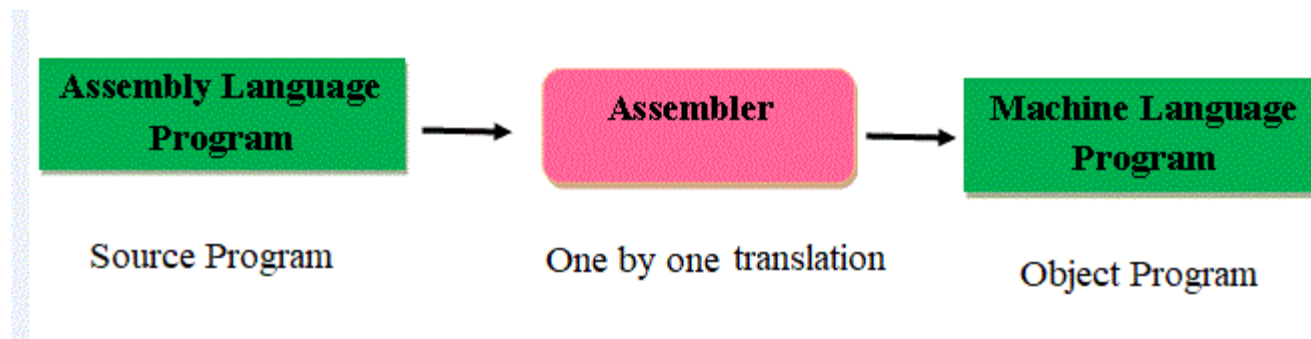 Assembly Language
Program
Assembler
Machine Language
Program
Source Program
One by one translation
Object Program